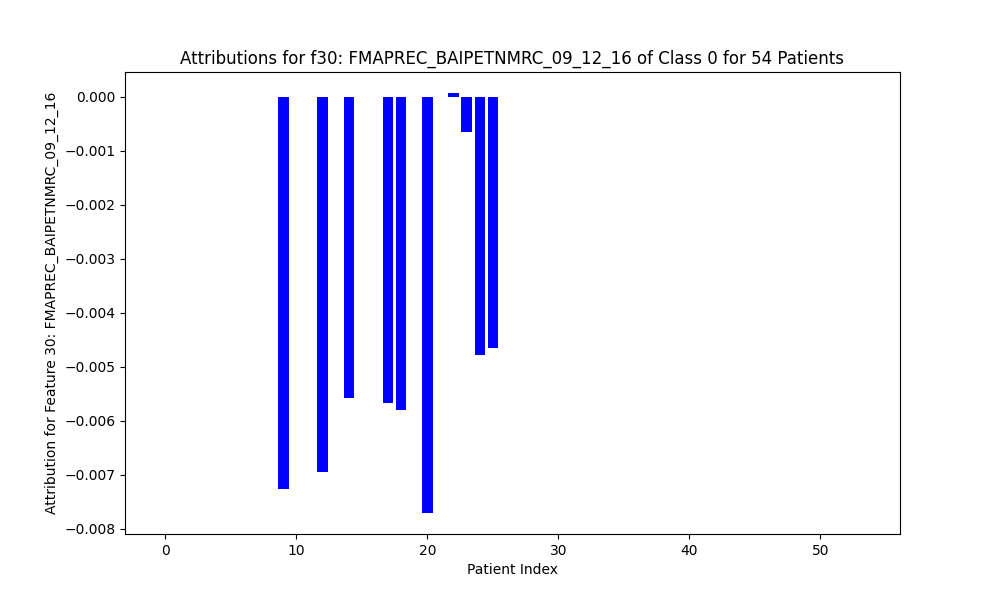 Attributions for f30: FMAPREC_BAIPETNMRC_09_12_16 of Class 0 for 54 Patients
Attribution for Feature 30: FMAPREC_BAIPETNMRC_09_12_16
0.000
−0.001
−0.002
−0.003
−0.004
−0.005
−0.006
−0.007
−0.008
0 10 20 30 40 50
Patient Index